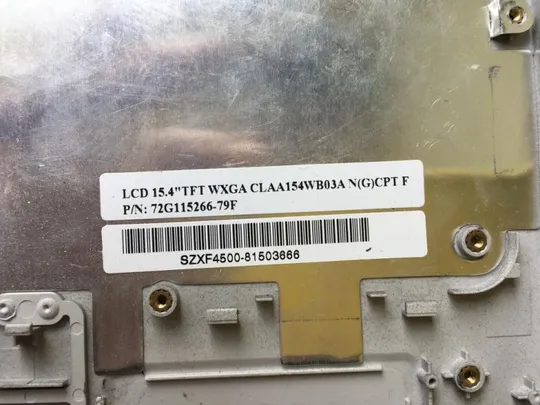 LCD 15.4"TFT WXGA CLAA154WB03A N(G)CPT F
P/N: 72G115266-79F
SZXF4500-81503666